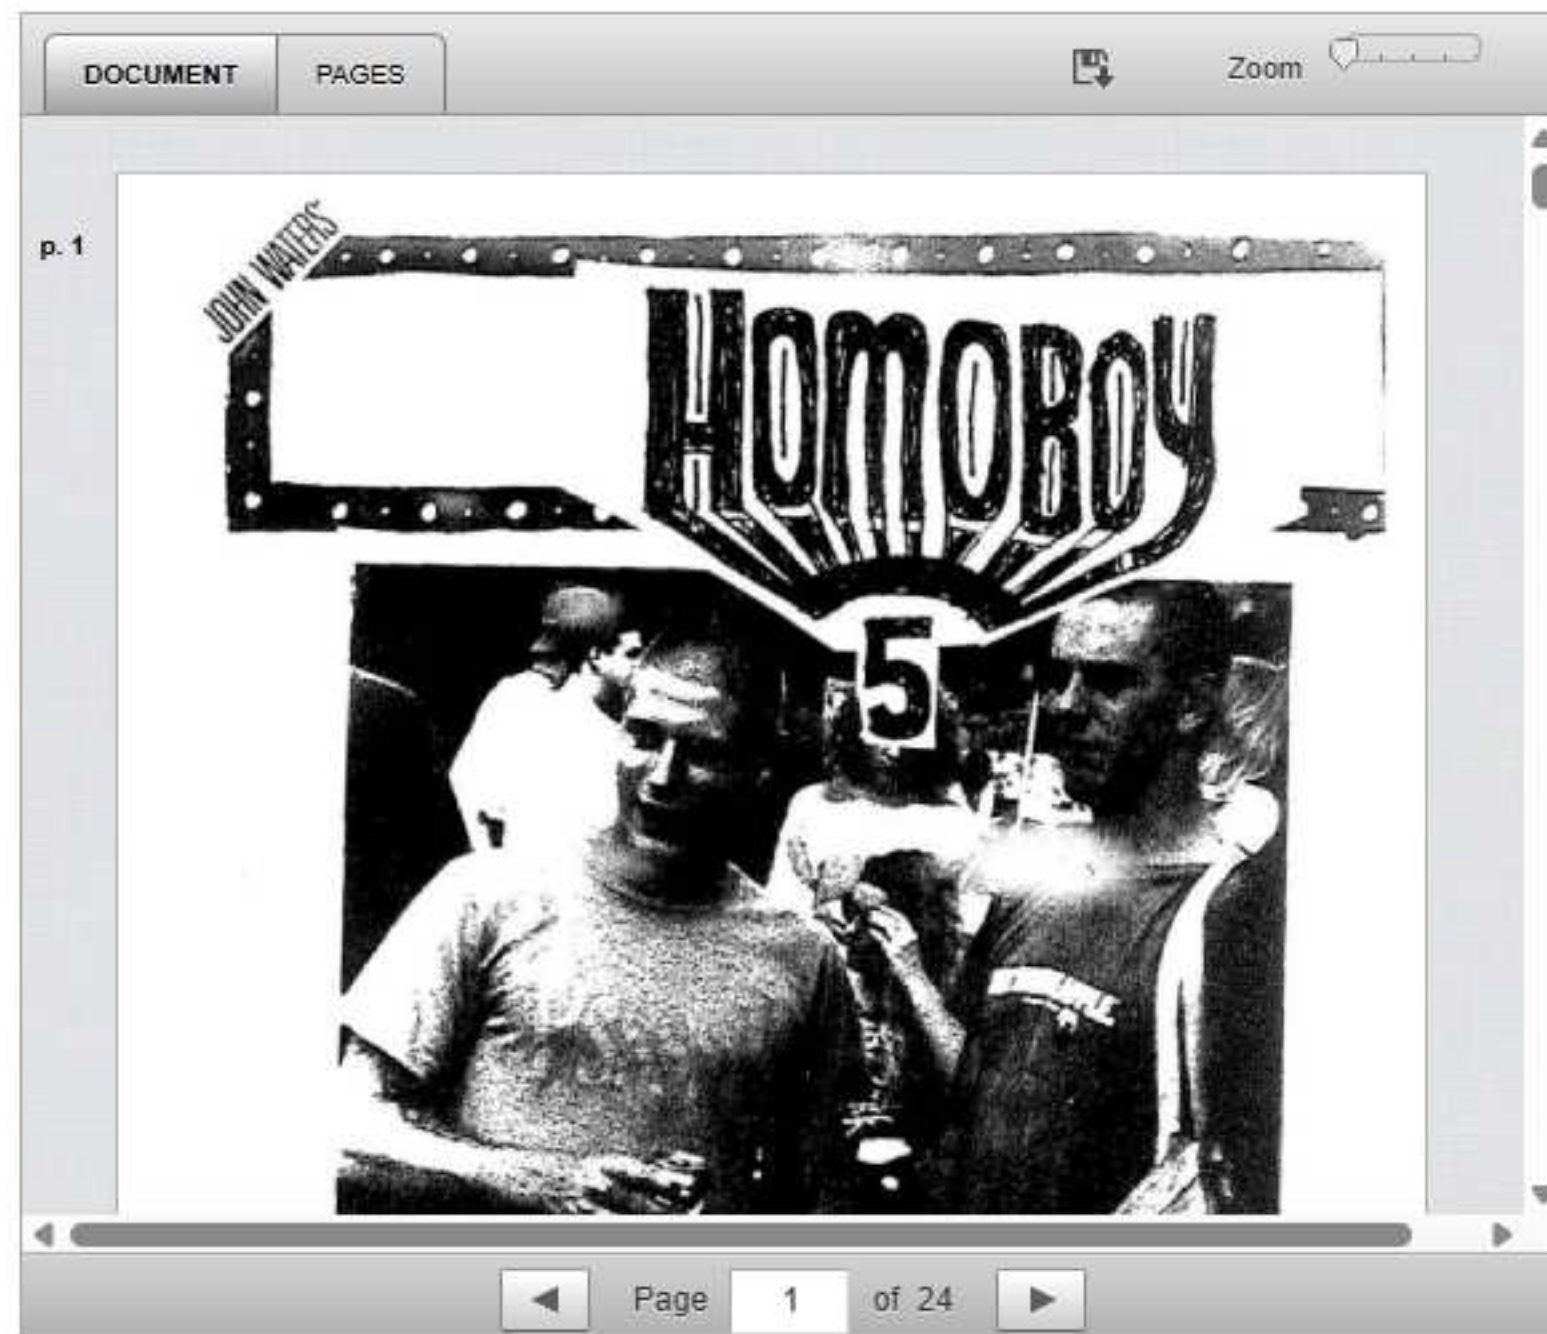 DOCUMENT PAGES Zoom
p. 1
JOHN WATERS'
HOMOBOY
5
Page 1 of 24